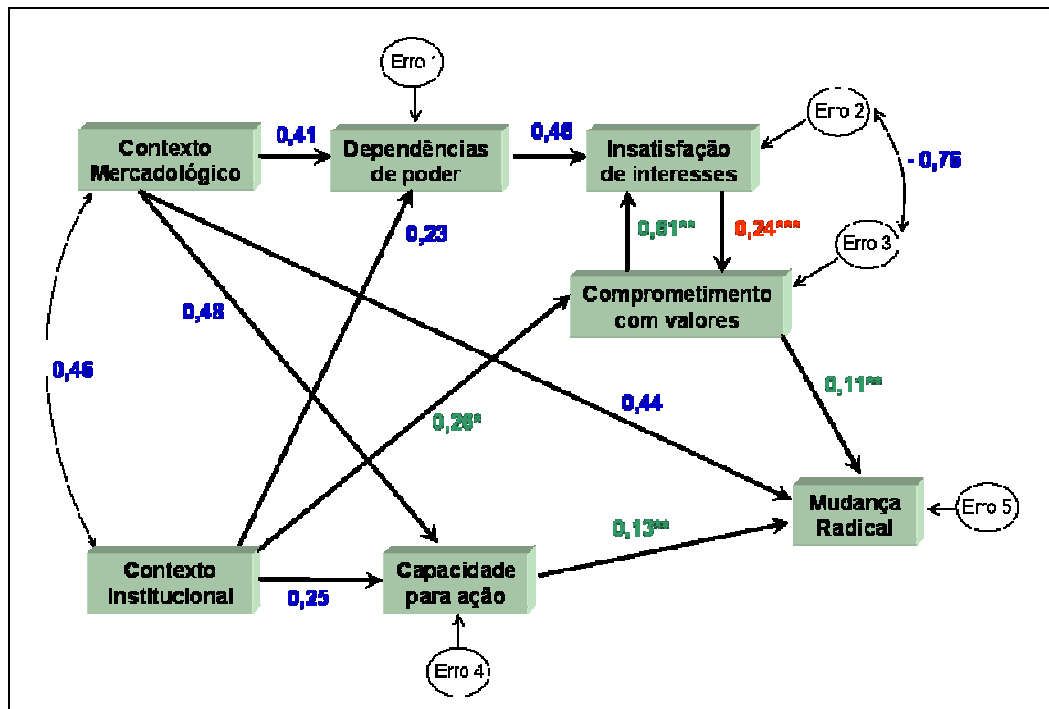 Erro 1
Erro 2
Contexto
Mercadológico
0,41
Dependências
de poder
0,46
Insatisfação
de interesses
- 0,76
0,23
0,61**
0,24***
Erro 3
0,48
Comprometimento
com valores
0,46
0,26*
0,44
0,11**
Mudança
Radical
Erro 5
0,13**
Contexto
Institucional
0,25
Capacidade
para ação
Erro 4